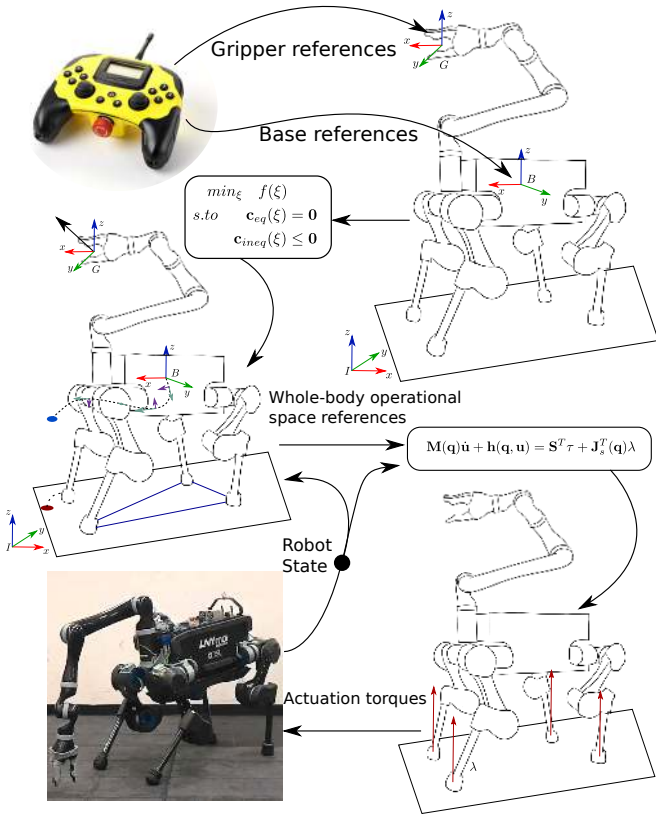 Gripper references
z
x
y
G
Base references
z
B
x
y
min_ξ f(ξ)
s.to c_eq(ξ) = 0
c_ineq(ξ) ≤ 0
z
x
y
G
z
y
I
x
z
B
x
y
Whole-body operational
space references
M(q)u̇ + h(q, u) = S^T τ + J_s^T(q)λ
z
y
I
x
Robot
State
Actuation torques
λ